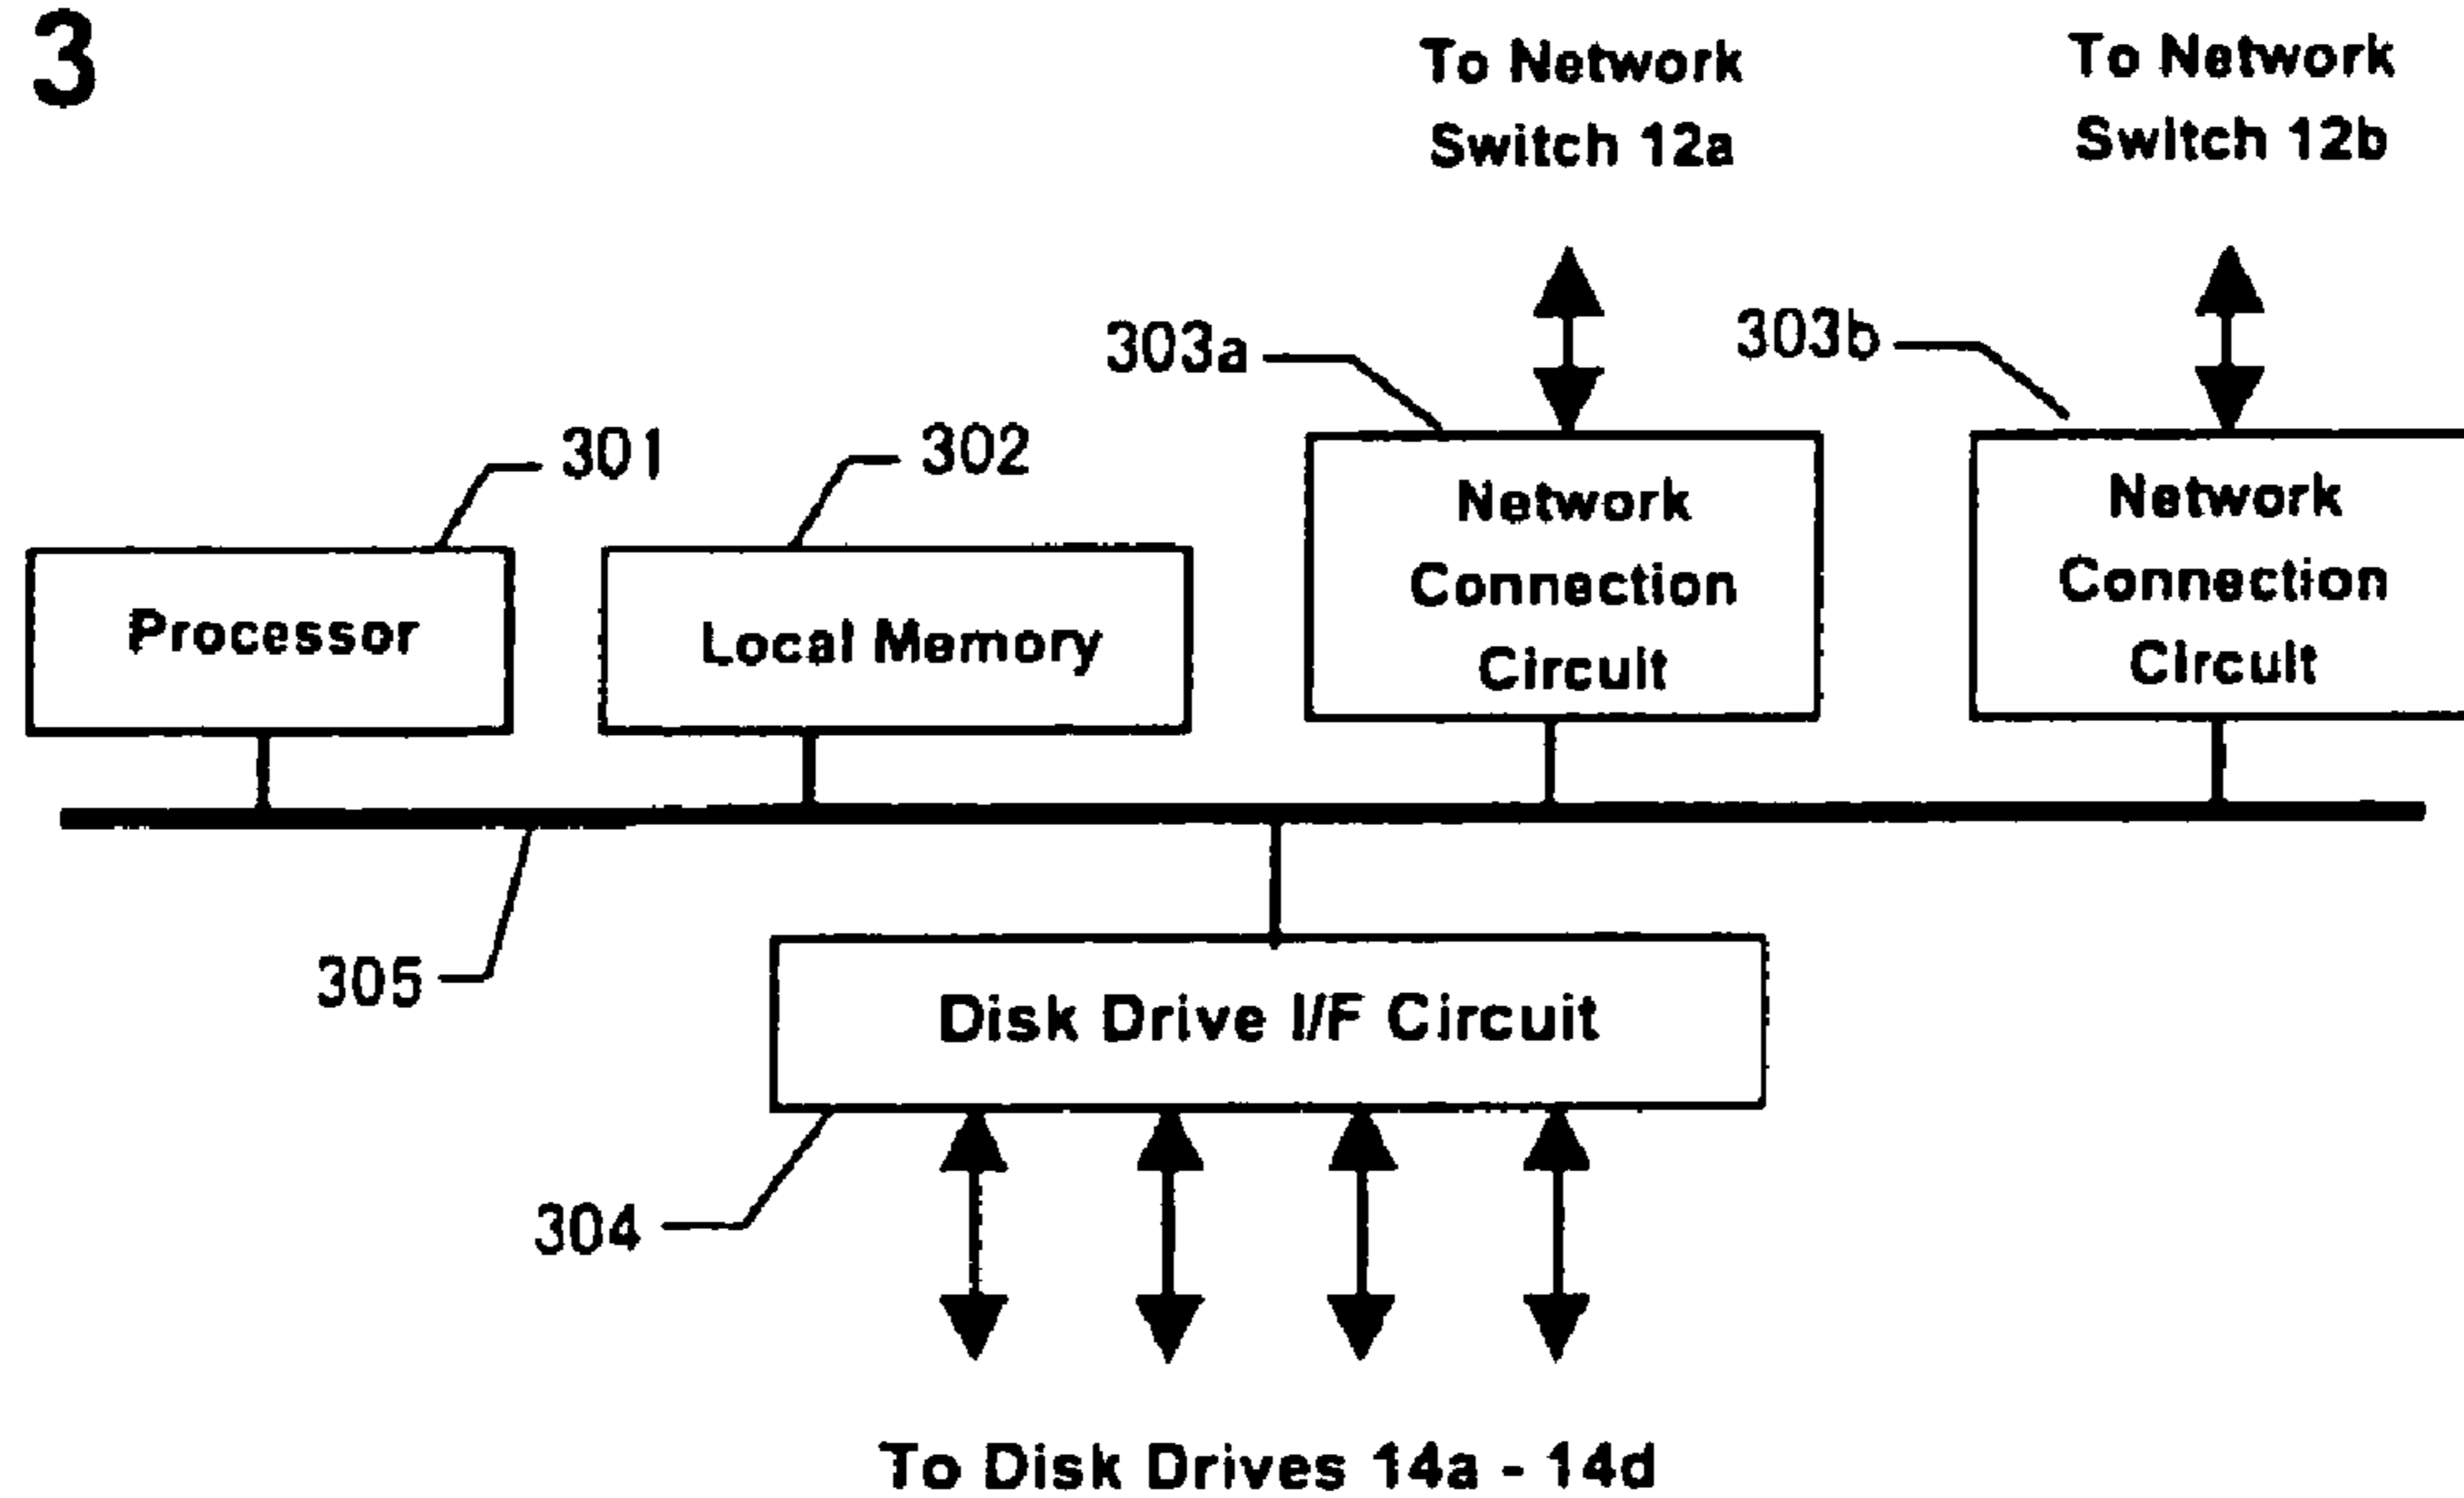 3
To Network
Switch 12a
To Network
Switch 12b
303a
303b
301
302
Processor
Local Memory
Network
Connection
Circuit
Network
Connection
Circuit
305
Disk Drive I/F Circuit
304
To Disk Drives 14a - 14d